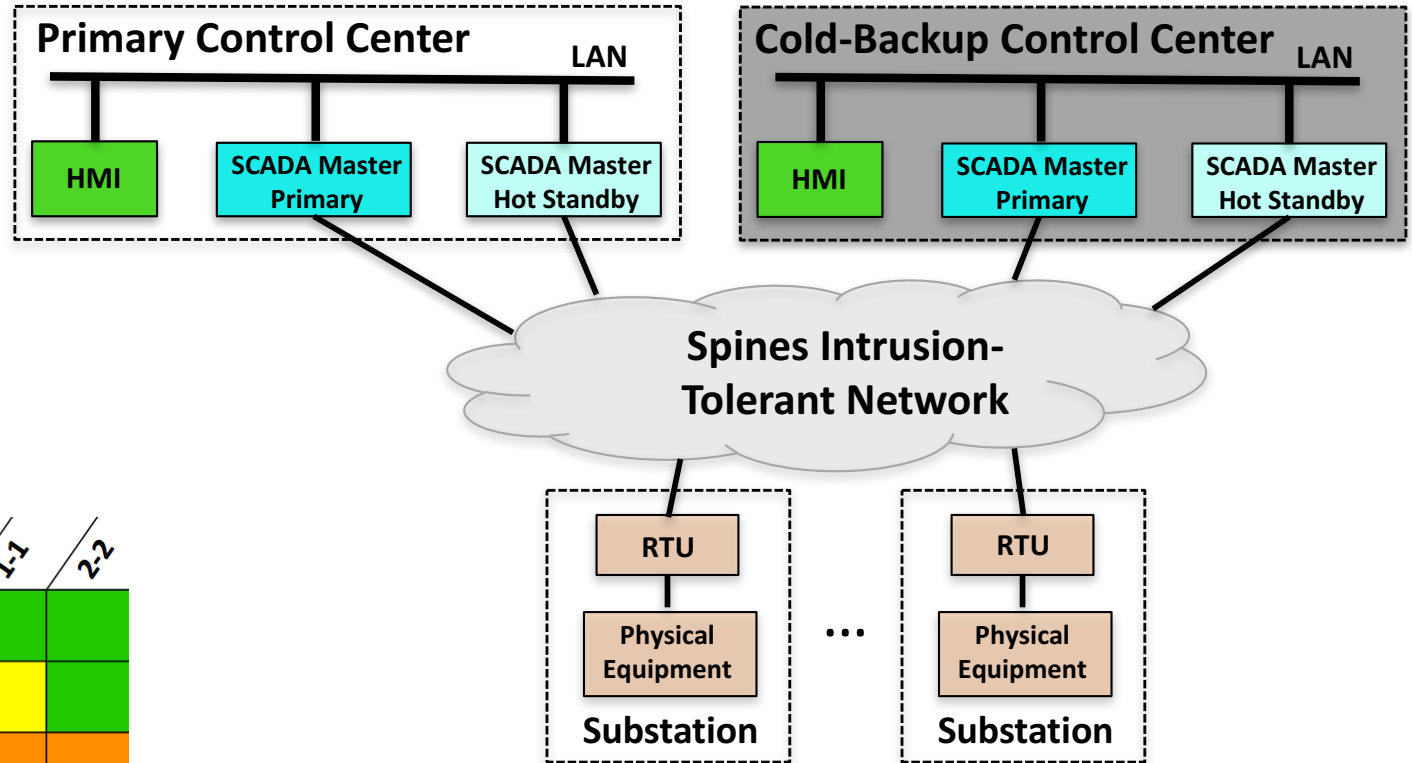 Primary Control Center
LAN
HMI
SCADA Master
Primary
SCADA Master
Hot Standby
Cold-Backup Control Center
LAN
HMI
SCADA Master
Primary
SCADA Master
Hot Standby
Spines Intrusion-
Tolerant Network
RTU
Physical
Equipment
Substation
...
RTU
Physical
Equipment
Substation
1-1
2-2